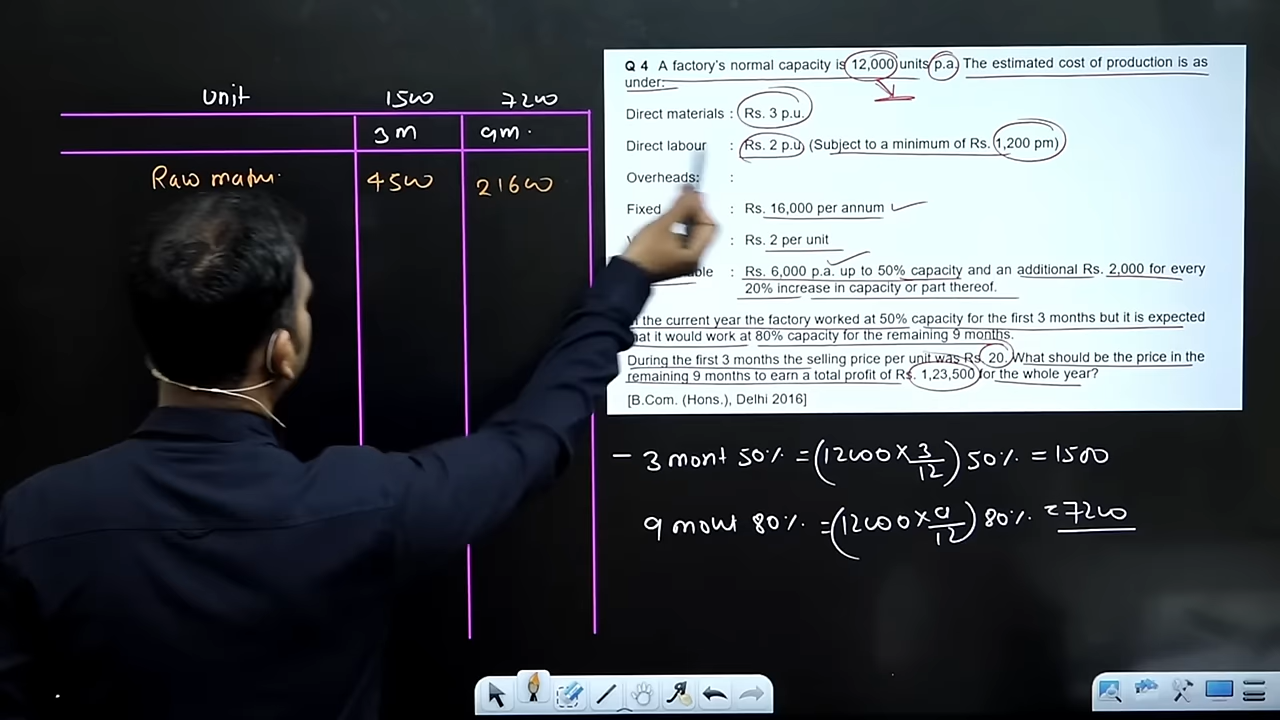 unit 1500 7200
3m 9m.
Raw mater. 4500 21600
Q 4 A factory's normal capacity is 12,000 units p.a. The estimated cost of production is as
under:
Direct materials : Rs. 3 p.u.
Direct labour : Rs. 2 p.u (Subject to a minimum of Rs. 1,200 pm)
Overheads: :
Fixed : Rs. 16,000 per annum
: Rs. 2 per unit
: Rs. 6,000 p.a. up to 50% capacity and an additional Rs. 2,000 for every
20% increase in capacity or part thereof.
the current year the factory worked at 50% capacity for the first 3 months but it is expected
it would work at 80% capacity for the remaining 9 months.
During the first 3 months the selling price per unit was Rs. 20. What should be the price in the
remaining 9 months to earn a total profit of Rs. 1,23,500 for the whole year?
[B.Com. (Hons.), Delhi 2016]
- 3 mont 50% = (12000 x 3/12) 50% = 1500
9 mont 80% = (12000 x 9/12) 80% = 7200